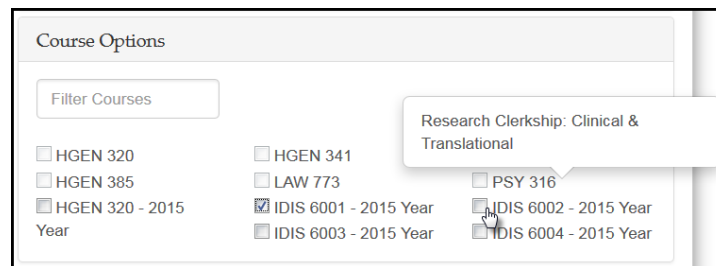 Course Options
Filter Courses
Research Clerkship: Clinical &
Translational
HGEN 320
HGEN 341
HGEN 385
LAW 773
PSY 316
HGEN 320 - 2015
Year
IDIS 6001 - 2015 Year
IDIS 6002 - 2015 Year
IDIS 6003 - 2015 Year
IDIS 6004 - 2015 Year